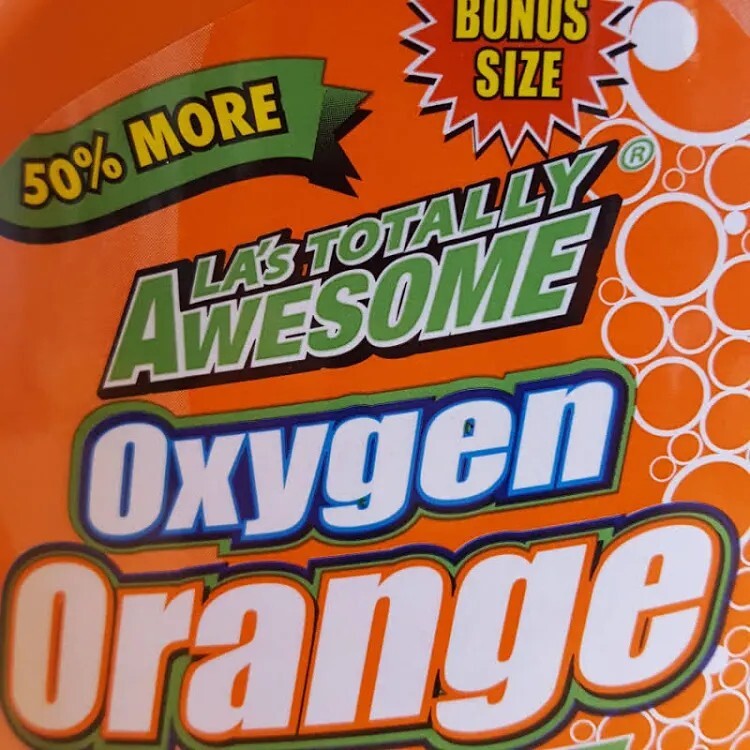 BONUS
SIZE
50% MORE
LA'S TOTALLY
AWESOME ®
Oxygen
Orange